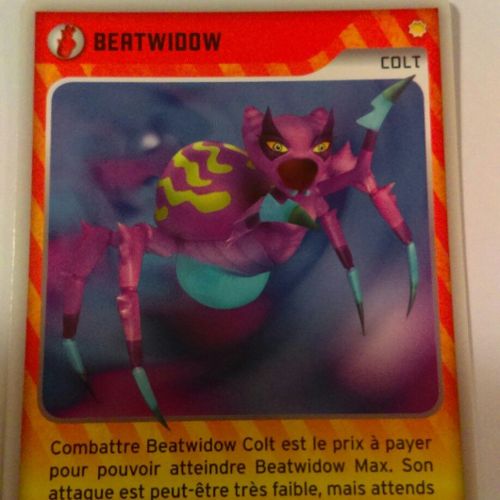 BEATWIDOW
COLT
Combattre Beatwidow Colt est le prix à payer
pour pouvoir atteindre Beatwidow Max. Son
attaque est peut-être très faible, mais attends